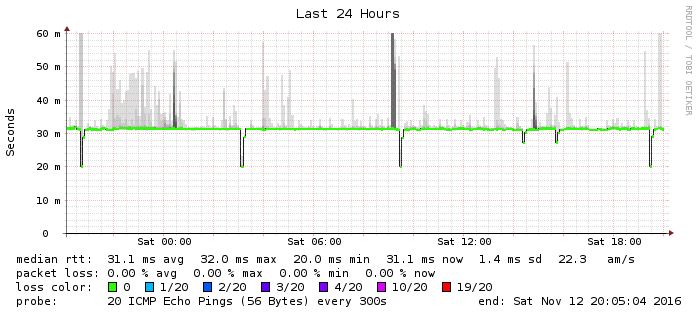 Last 24 Hours
RRDTOOL / TOBI OETIKER
Seconds
60 m
50 m
40 m
30 m
20 m
10 m
0
Sat 00:00 Sat 06:00 Sat 12:00 Sat 18:00
median rtt: 31.1 ms avg 32.0 ms max 20.0 ms min 31.1 ms now 1.4 ms sd 22.3 am/s
packet loss: 0.00 % avg 0.00 % max 0.00 % min 0.00 % now
loss color: 0 1/20 2/20 3/20 4/20 10/20 19/20
probe: 20 ICMP Echo Pings (56 Bytes) every 300s end: Sat Nov 12 20:05:04 2016